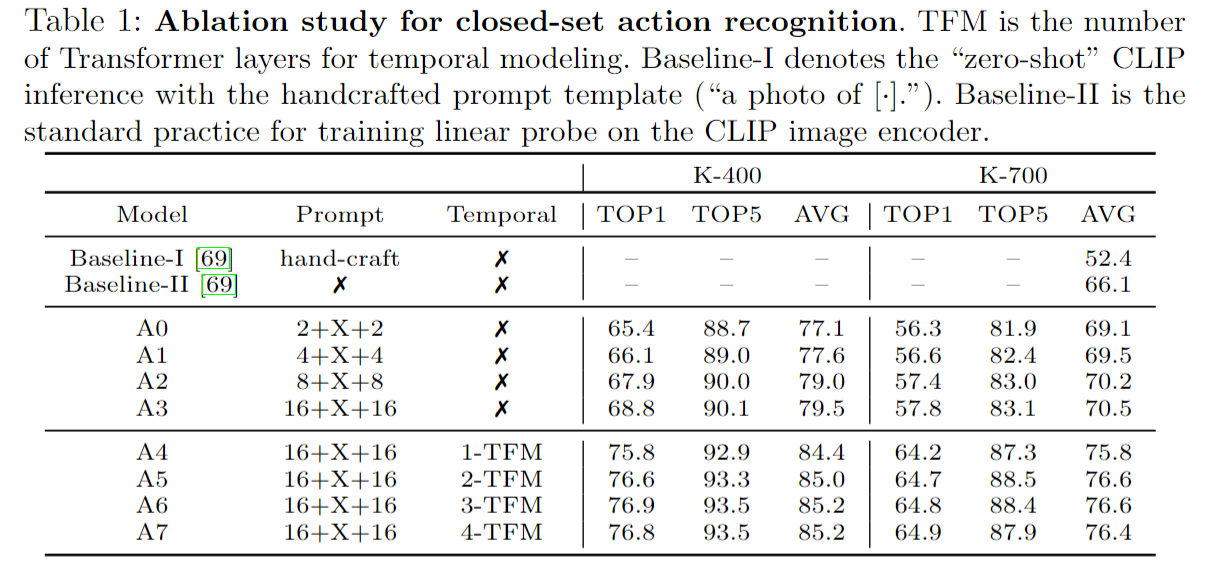 Table 1: Ablation study for closed-set action recognition. TFM is the number
of Transformer layers for temporal modeling. Baseline-I denotes the “zero-shot” CLIP
inference with the handcrafted prompt template (“a photo of [·].”). Baseline-II is the
standard practice for training linear probe on the CLIP image encoder.
K-400 K-700
Model Prompt Temporal TOP1 TOP5 AVG TOP1 TOP5 AVG
Baseline-I [69] hand-craft ✗ – – – – – 52.4
Baseline-II [69] ✗ ✗ – – – – – 66.1
A0 2+X+2 ✗ 65.4 88.7 77.1 56.3 81.9 69.1
A1 4+X+4 ✗ 66.1 89.0 77.6 56.6 82.4 69.5
A2 8+X+8 ✗ 67.9 90.0 79.0 57.4 83.0 70.2
A3 16+X+16 ✗ 68.8 90.1 79.5 57.8 83.1 70.5
A4 16+X+16 1-TFM 75.8 92.9 84.4 64.2 87.3 75.8
A5 16+X+16 2-TFM 76.6 93.3 85.0 64.7 88.5 76.6
A6 16+X+16 3-TFM 76.9 93.5 85.2 64.8 88.4 76.6
A7 16+X+16 4-TFM 76.8 93.5 85.2 64.9 87.9 76.4